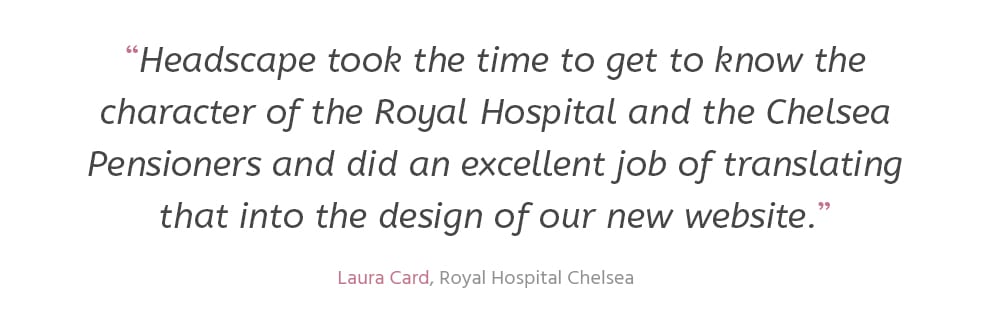 “Headscape took the time to get to know the
character of the Royal Hospital and the Chelsea
Pensioners and did an excellent job of translating
that into the design of our new website.”
Laura Card, Royal Hospital Chelsea